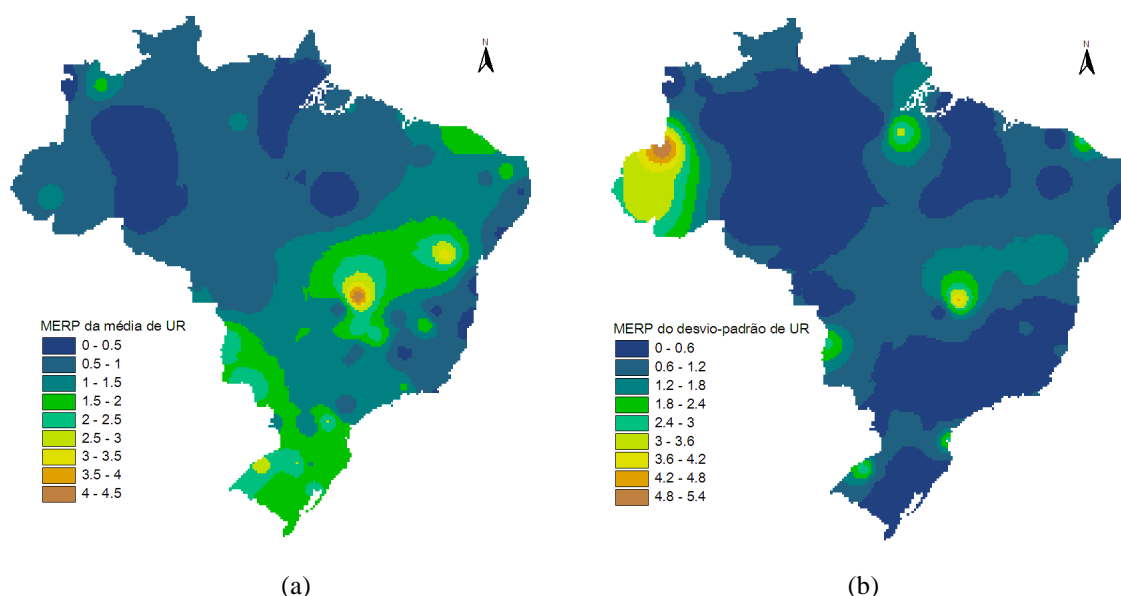 N
N
MERP da média de UR
0 - 0.5
0.5 - 1
1 - 1.5
1.5 - 2
2 - 2.5
2.5 - 3
3 - 3.5
3.5 - 4
4 - 4.5
MERP do desvio-padrão de UR
0 - 0.6
0.6 - 1.2
1.2 - 1.8
1.8 - 2.4
2.4 - 3
3 - 3.6
3.6 - 4.2
4.2 - 4.8
4.8 - 5.4
(a)
(b)